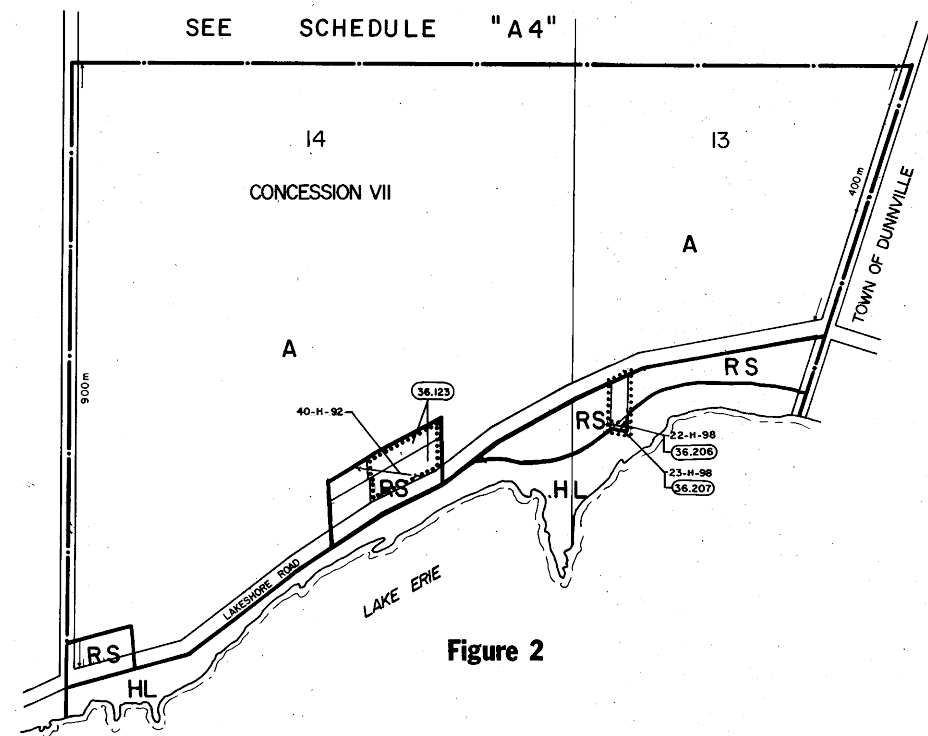 SEE SCHEDULE "A4"
14
13
CONCESSION VII
400m
TOWN OF DUNNVILLE
A
A
900m
RS
36.123
40-H-92
RS
22-H-98
36.206
RS
23-H-98
36.207
HL
LAKESHORE ROAD
LAKE ERIE
Figure 2
RS
HL